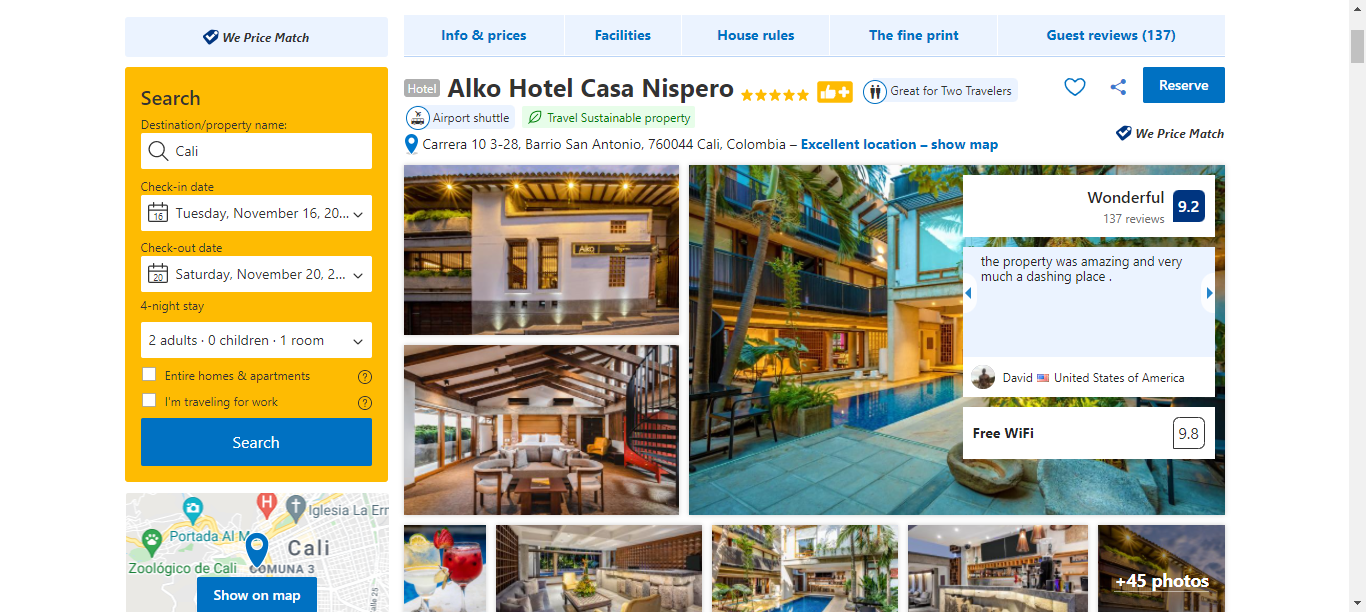 We Price Match
Info & prices
Facilities
House rules
The fine print
Guest reviews (137)
Search
Destination/property name:
Cali
Check-in date
16
Tuesday, November 16, 20...
Check-out date
20
Saturday, November 20, 2...
4-night stay
2 adults · 0 children · 1 room
Entire homes & apartments
?
I'm traveling for work
?
Search
Hotel
Alko Hotel Casa Nispero
Great for Two Travelers
Reserve
Airport shuttle
Travel Sustainable property
We Price Match
Carrera 10 3-28, Barrio San Antonio, 760044 Cali, Colombia – Excellent location – show map
Alko
Wonderful
9.2
137 reviews
the property was amazing and very
much a dashing place .
David United States of America
Free WiFi
9.8
H
Iglesia La Erm
Portada Al M
Cali
Zoológico de Cali
COMUNA 3
Show on map
+45 photos